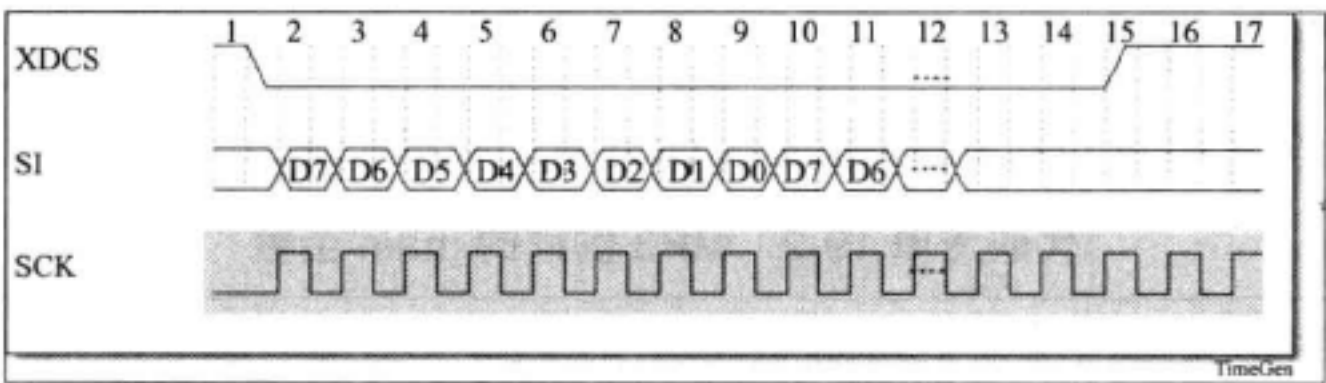 1 2 3 4 5 6 7 8 9 10 11 12 13 14 15 16 17
XDCS ----
SI D7 D6 D5 D4 D3 D2 D1 D0 D7 D6 ----
SCK ----
TimeGen